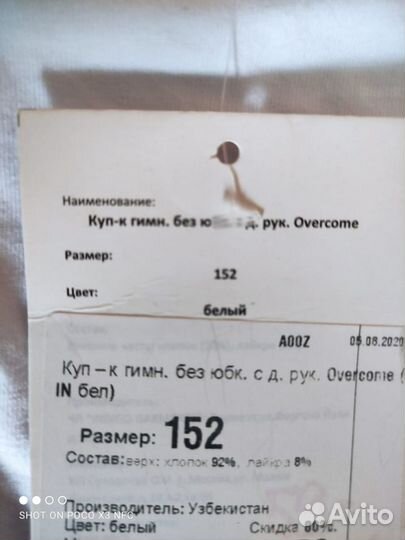 Наименование:
Куп-к гимн. без юбк. с д. рук. Overcome
Размер:
152
Цвет:
белый
A00Z 05.08.2020
Куп-к гимн. без юбк. с д. рук. Overcome (
IN бел)
Размер: 152
Состав: верх: хлопок 92%, лайкра 8%
Производитель: Узбекистан
Цвет: белый Скидка 60%.
SHOT ON POCO X3 NFC
Avito